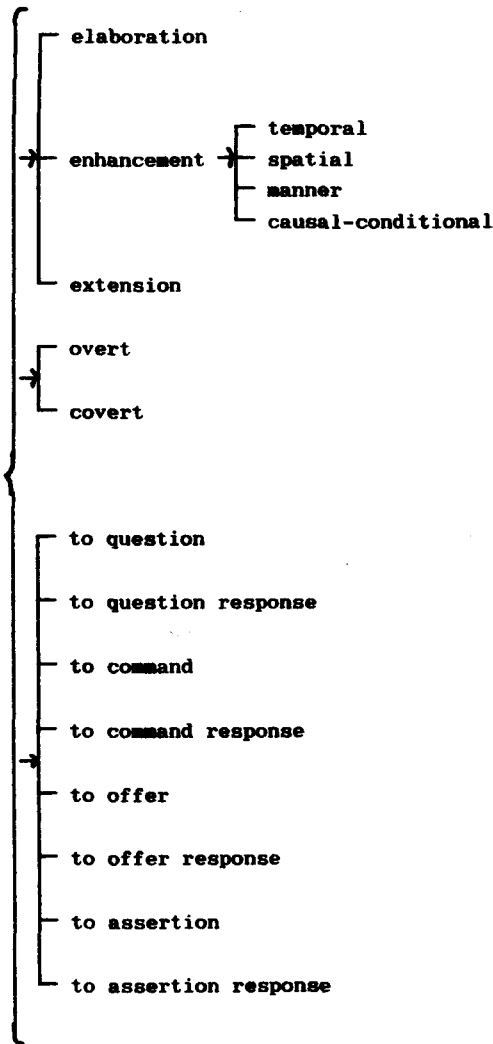 elaboration
temporal
enhancement
spatial
manner
causal-conditional
extension
overt
covert
to question
to question response
to command
to command response
to offer
to offer response
to assertion
to assertion response